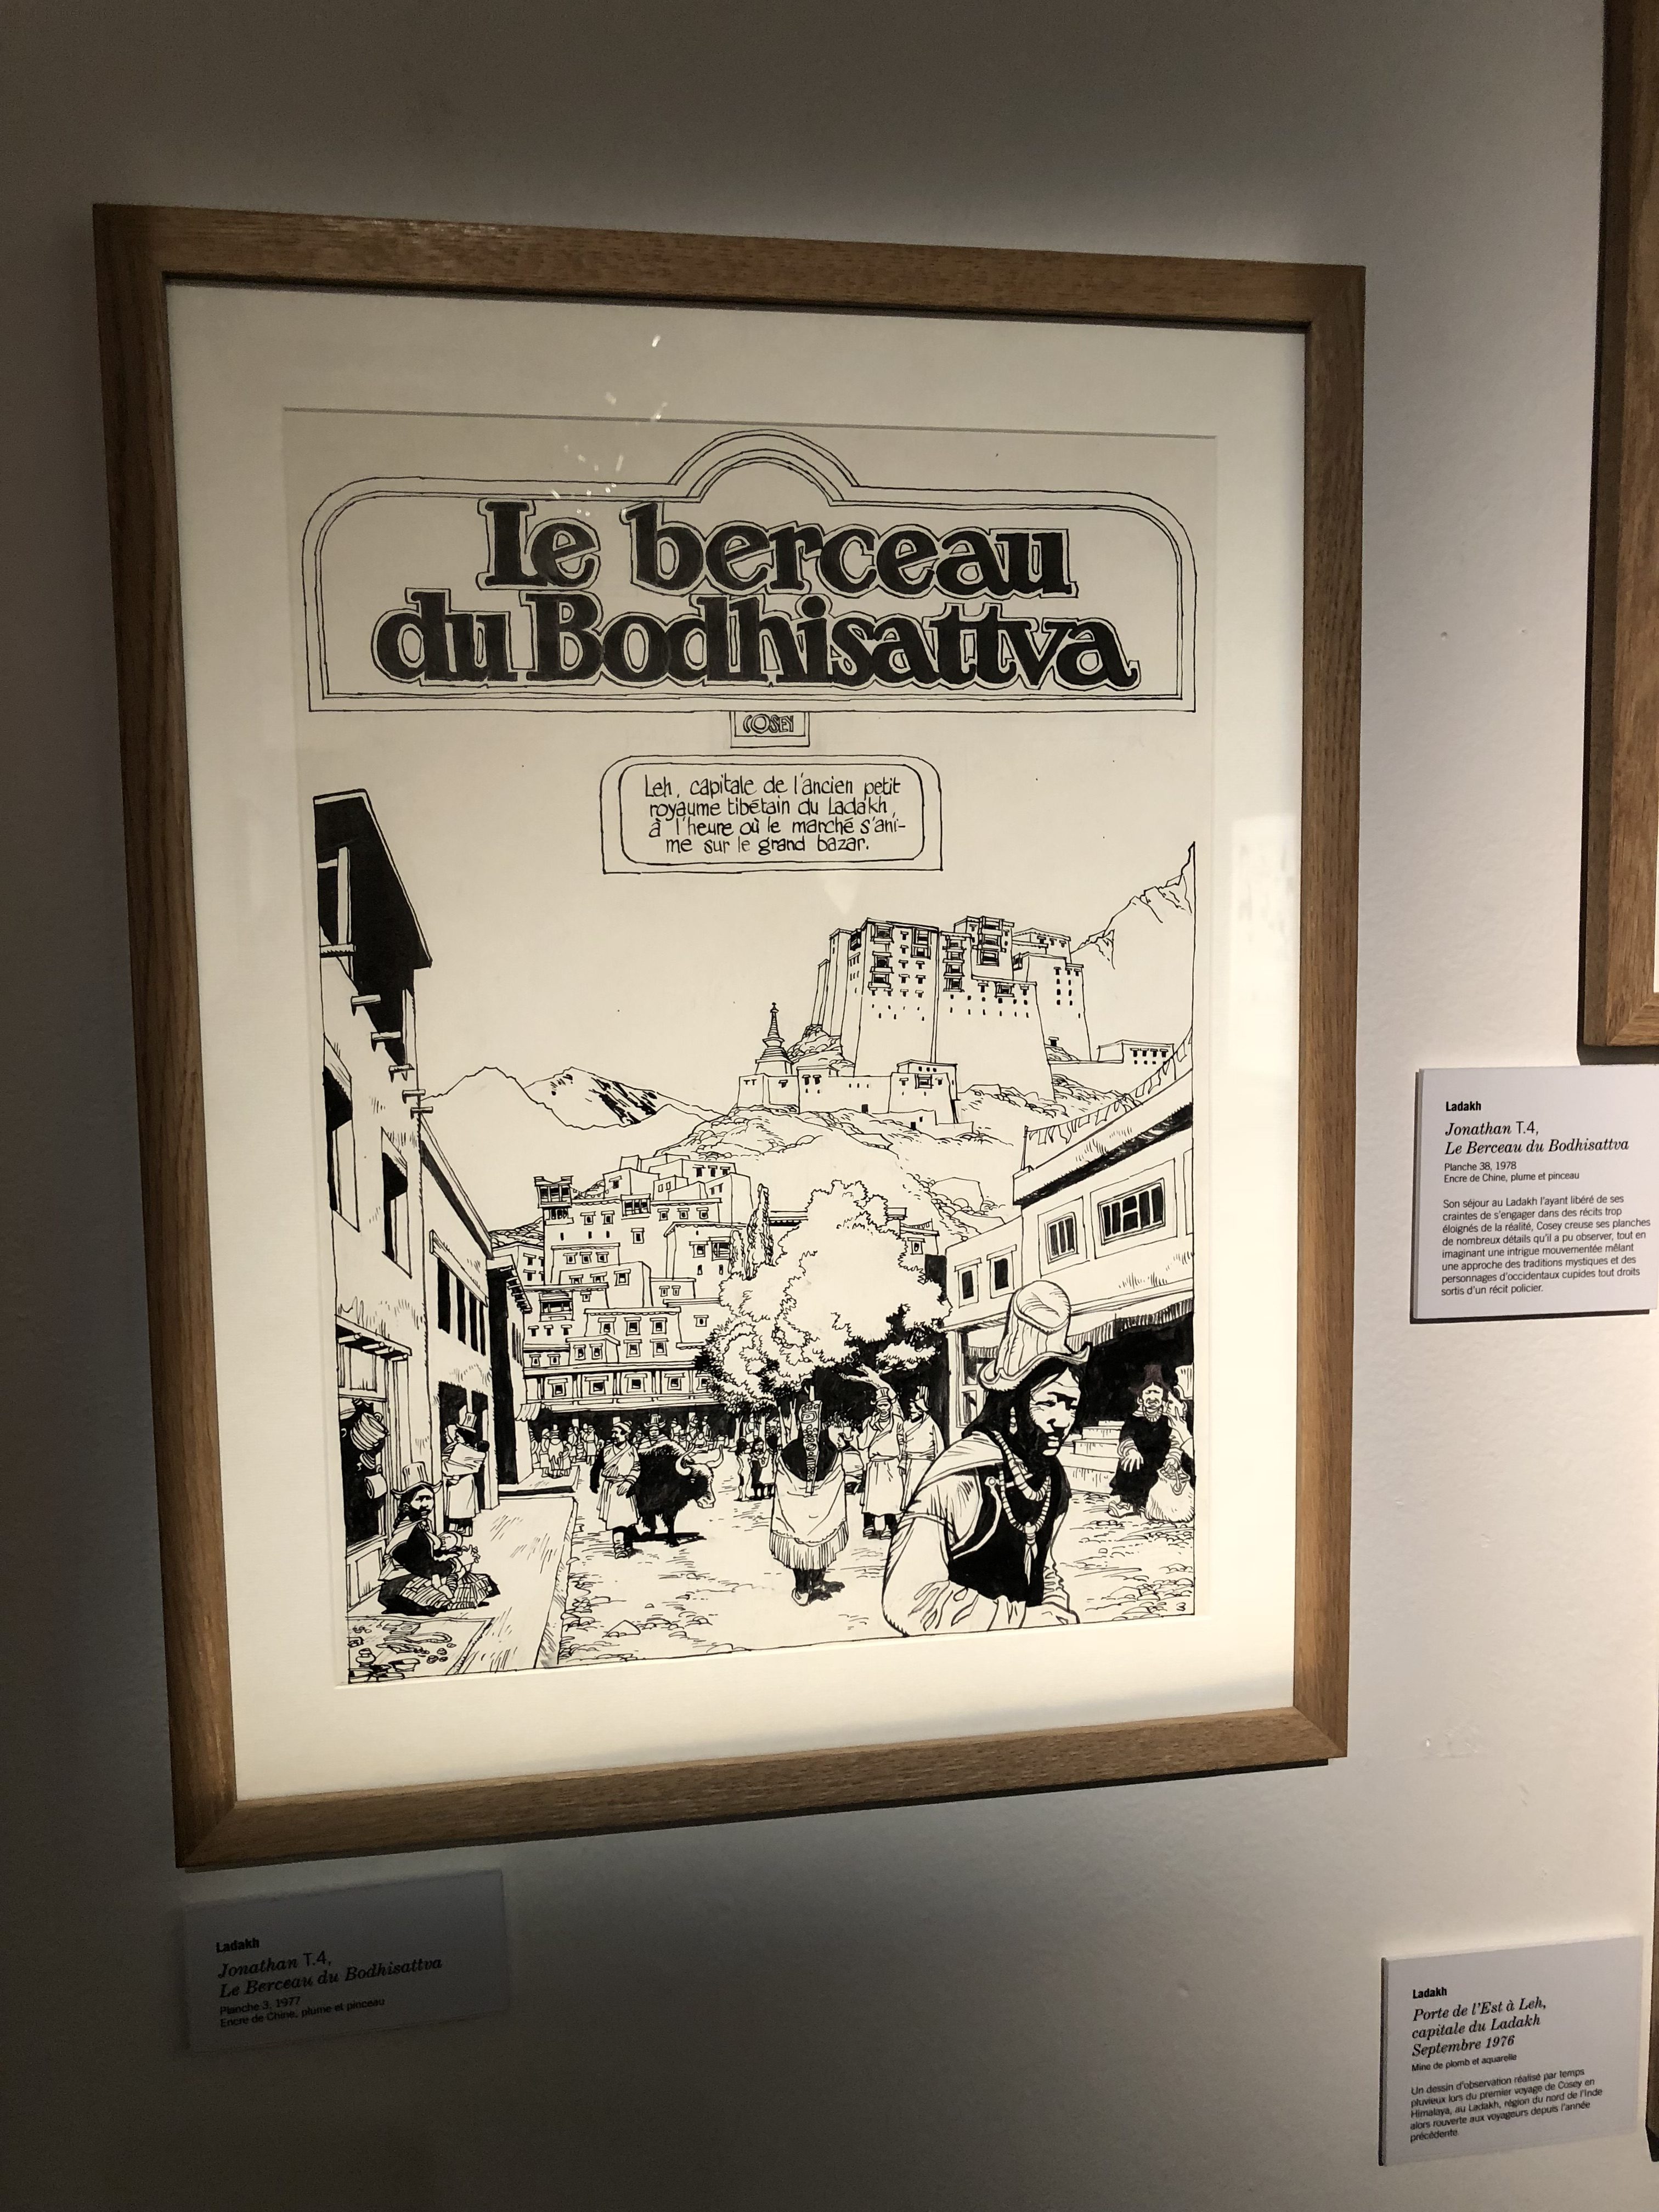 Le berceau
du Bodhisattva
COSEY
Leh, capitale de l'ancien petit
royaume tibétain du Ladakh,
à l'heure où le marché s'ani-
me sur le grand bazar.
3
Ladakh
Jonathan T.4,
Le Berceau du Bodhisattva
Planche 3, 1977
Encre de Chine, plume et pinceau
Ladakh
Jonathan T.4,
Le Berceau du Bodhisattva
Planche 38, 1978
Encre de Chine, plume et pinceau
Son séjour au Ladakh l'ayant libéré de ses
craintes de s'engager dans des récits trop
éloignés de la réalité, Cosey creuse ses planches
de nombreux détails qu'il a pu observer, tout en
imaginant une intrigue mouvementée mêlant
une approche des traditions mystiques et des
personnages d'occidentaux cupides tout droits
sortis d'un récit policier.
Ladakh
Porte de l'Est à Leh,
capitale du Ladakh
Septembre 1976
Mine de plomb et aquarelle
Un dessin d'observation réalisé par temps
pluvieux lors du premier voyage de Cosey en
Himalaya, au Ladakh, région du nord de l'Inde
alors rouverte aux voyageurs depuis l'année
précédente.